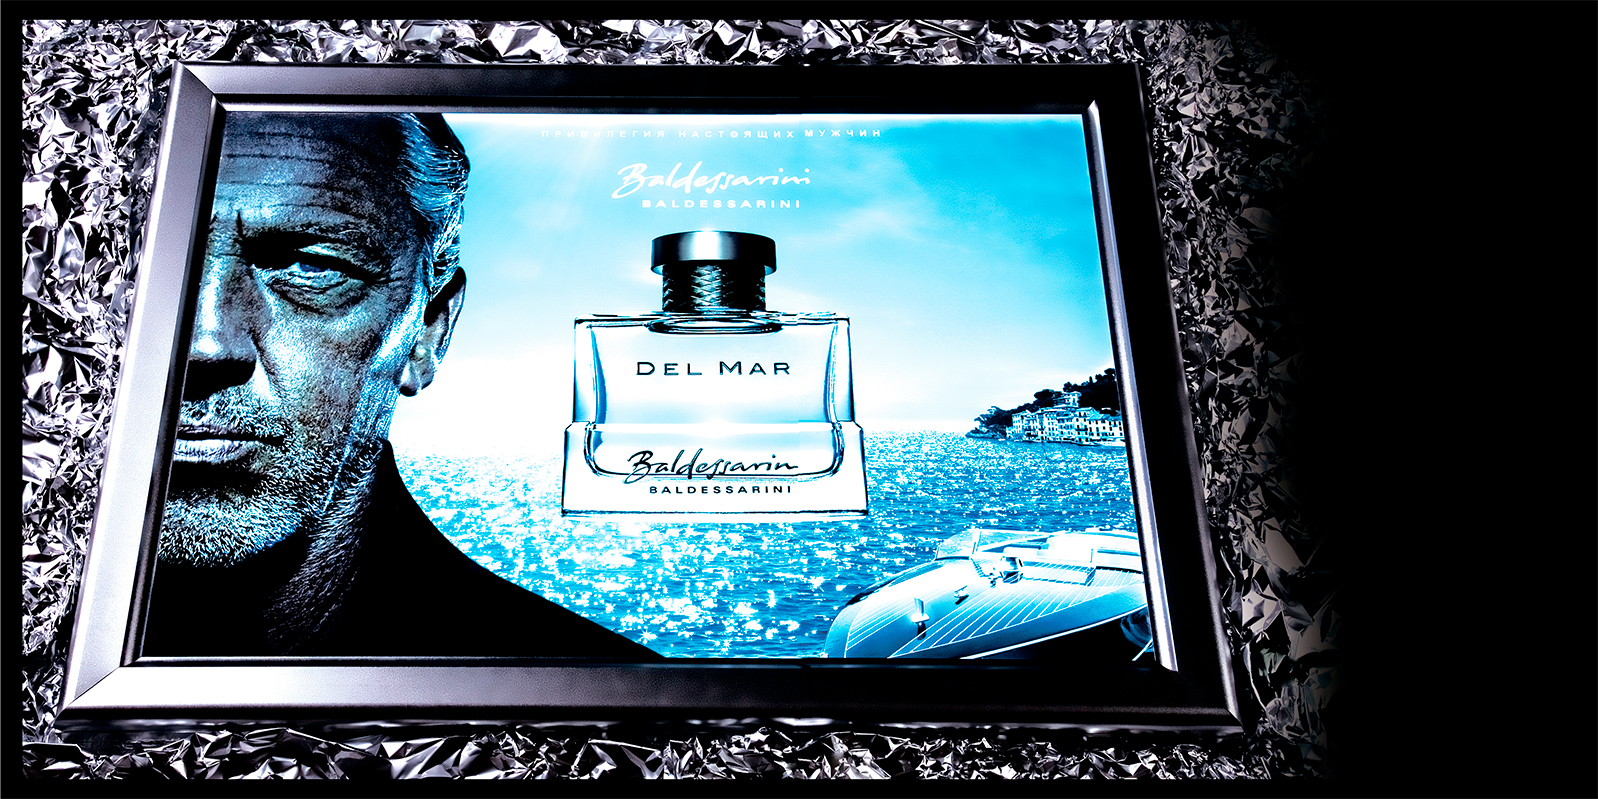 ПРИВИЛЕГИЯ НАСТОЯЩИХ МУЖЧИН
Baldessarini
BALDESSARINI
DEL MAR
Baldessarini
BALDESSARINI